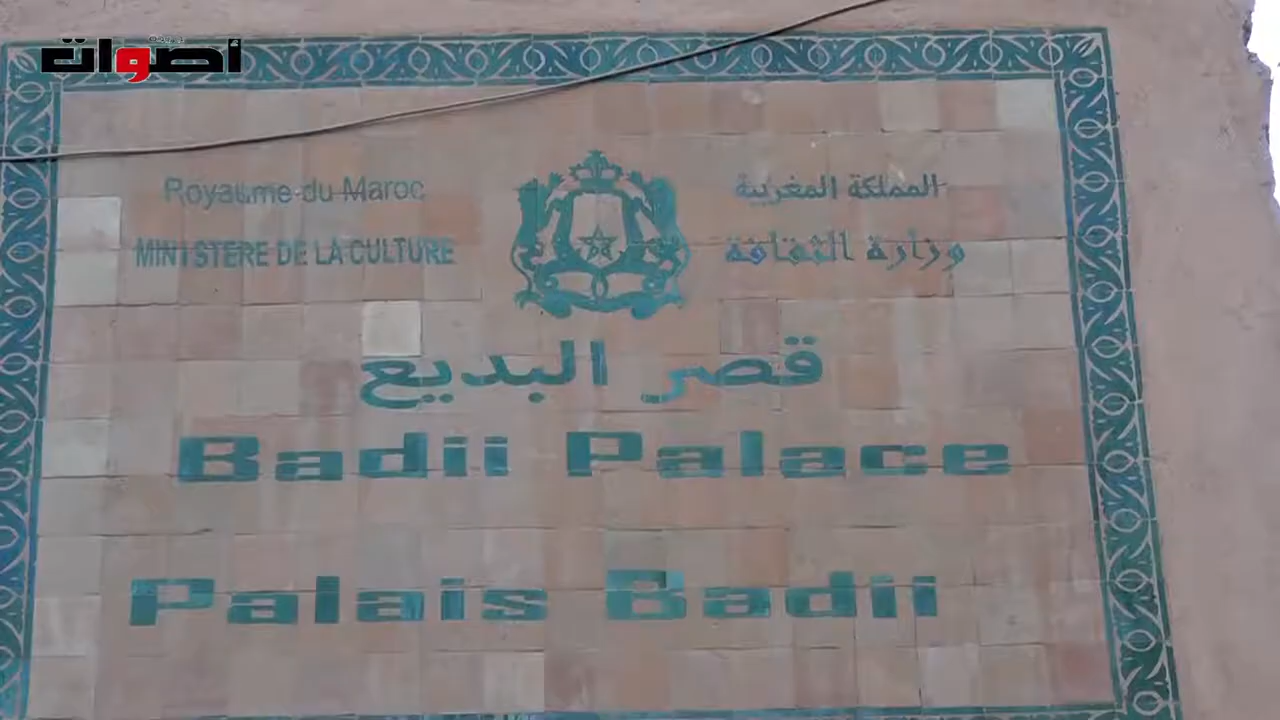 أصوات
Royaume du Maroc
المملكة المغربية
MINISTERE DE LA CULTURE
وزارة الثقافة
قصر البديع
Badii Palace
Palais Badii